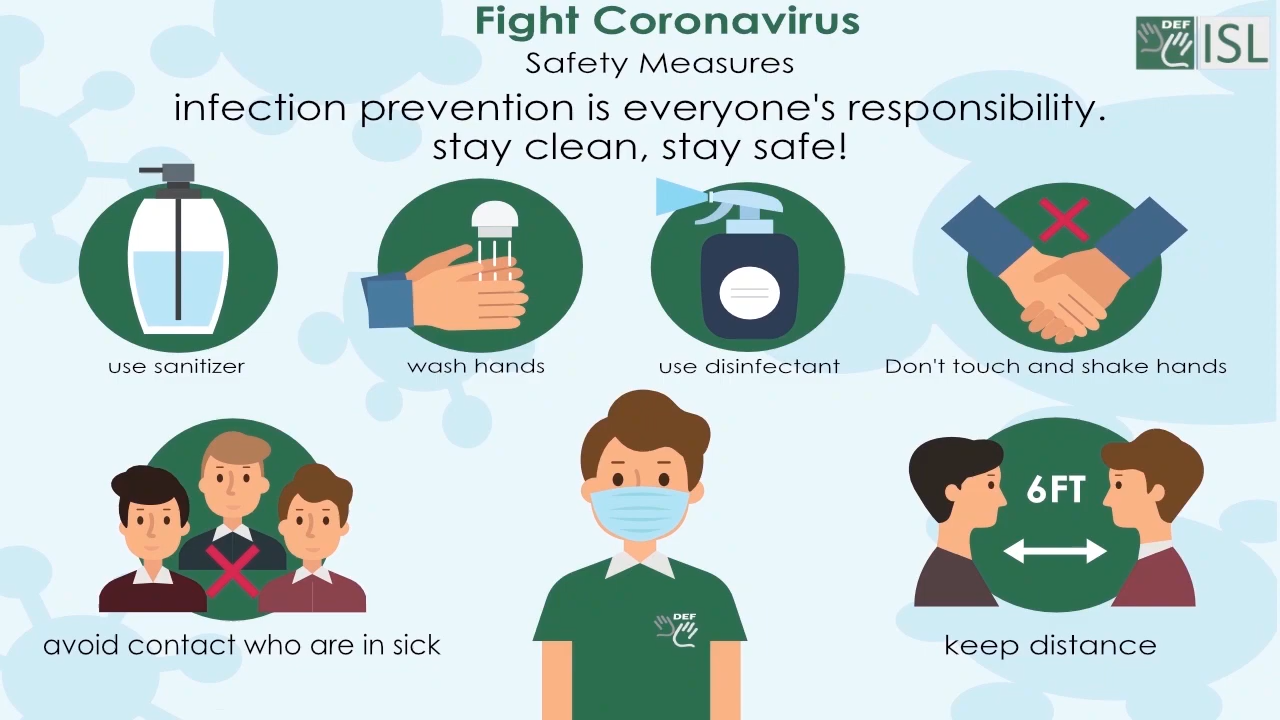 Fight Coronavirus
DEF
ISL
Safety Measures
infection prevention is everyone's responsibility.
stay clean, stay safe!
use sanitizer
wash hands
use disinfectant
Don't touch and shake hands
6FT
DEF
avoid contact who are in sick
keep distance